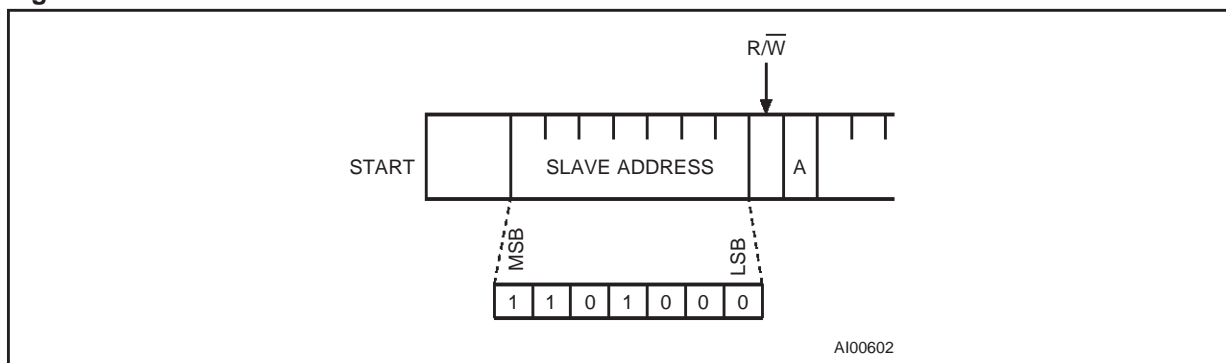 R/W
START
SLAVE ADDRESS
A
MSB
LSB
1 1 0 1 0 0 0
AI00602